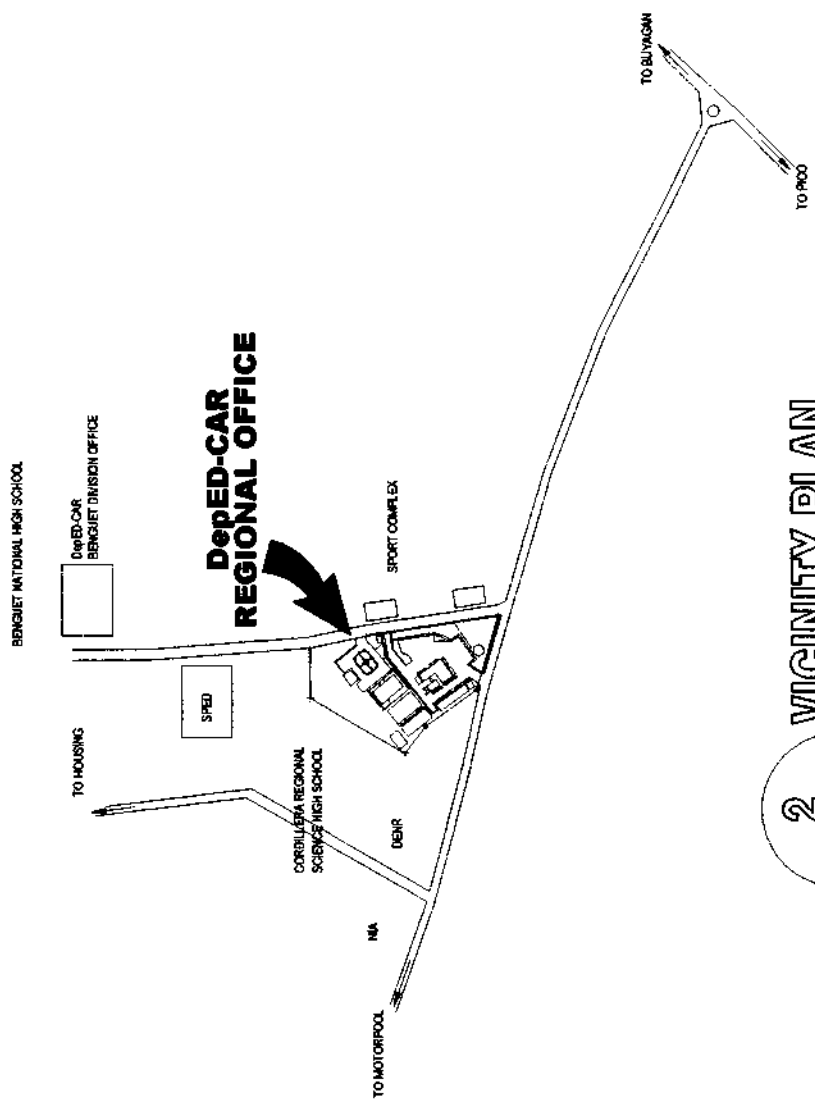 BENGUET NATIONAL HIGH SCHOOL
DepED-CAR
BENGUET DIVISION OFFICE
TO HOUSING
SPED
DepED-CAR
REGIONAL OFFICE
CORDILLERA REGIONAL
SCIENCE HIGH SCHOOL
SPORT COMPLEX
DENR
NIA
TO MOTORPOOL
TO BUYAGAN
TO PICO
2
VICINITY PLAN